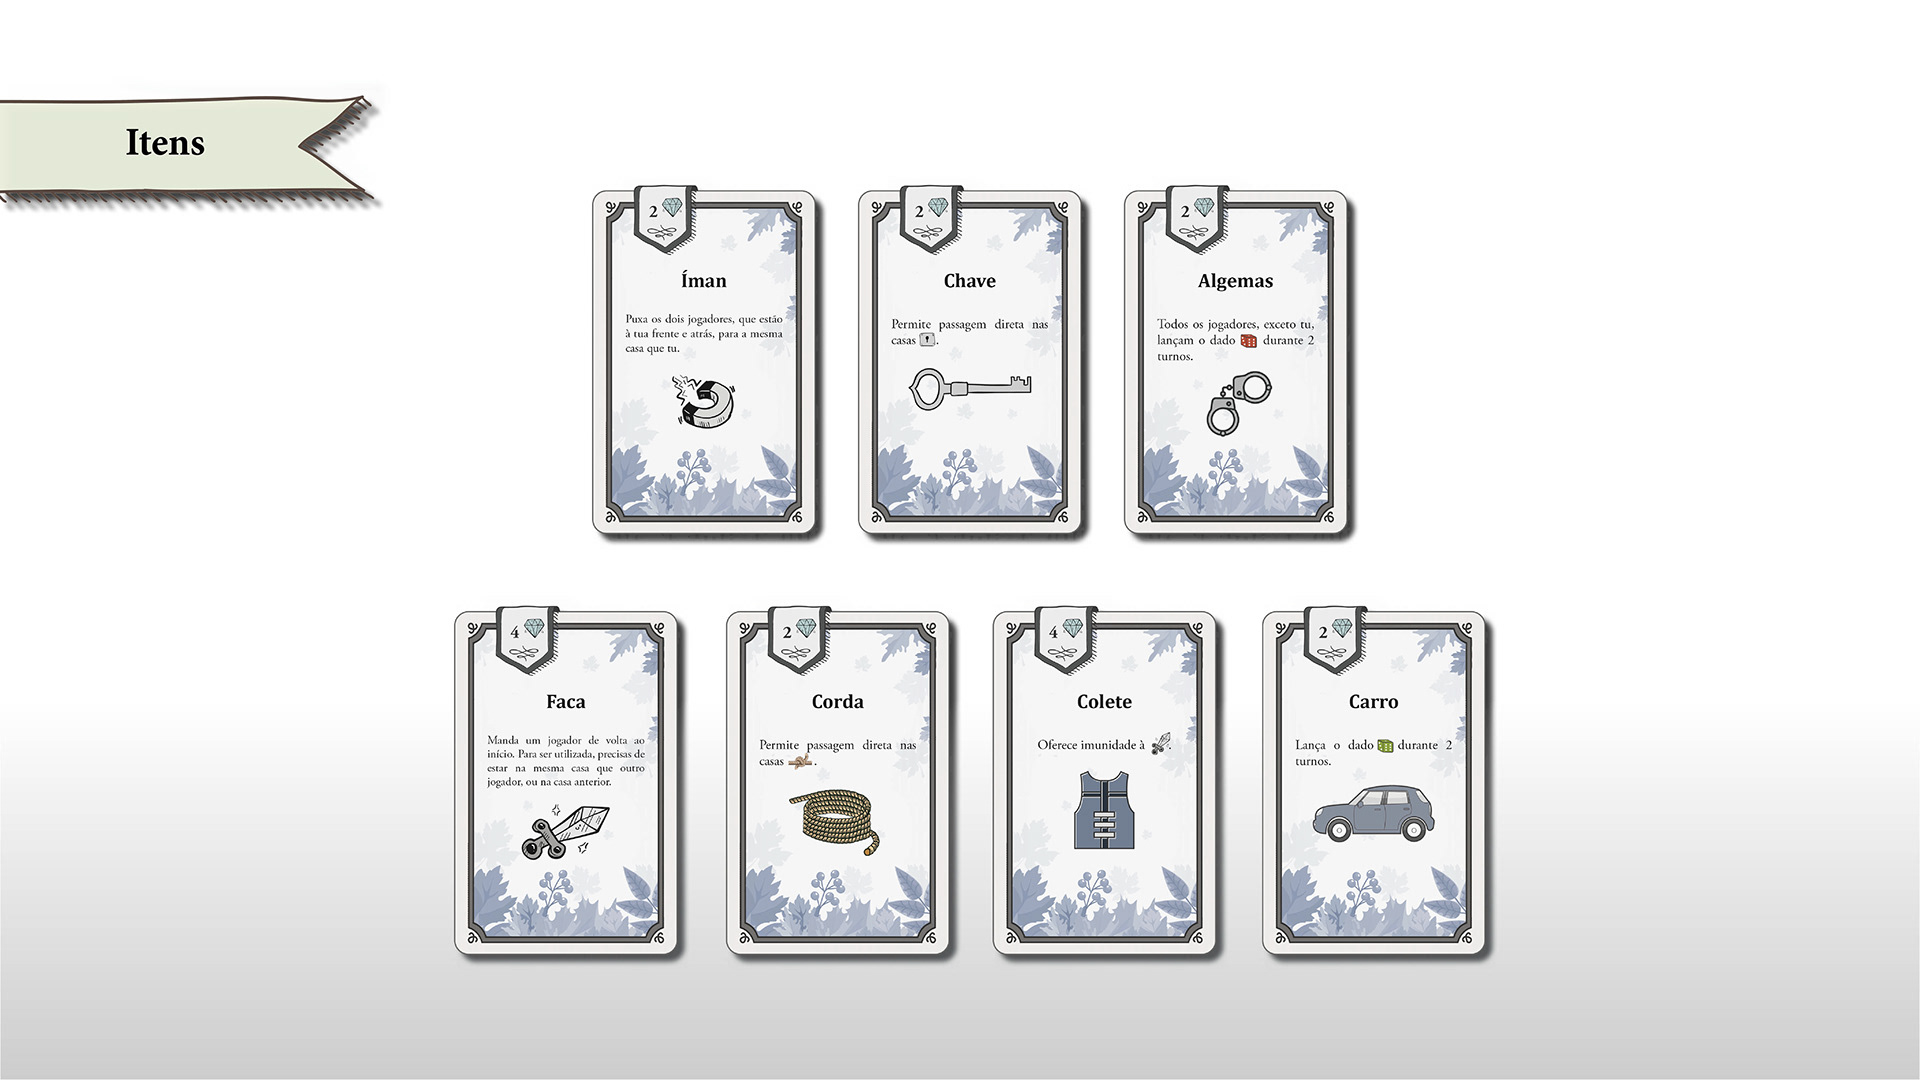 Itens
2
Íman
Puxa os dois jogadores, que estão
à tua frente e atrás, para a mesma
casa que tu.
2
Chave
Permite passagem direta nas
casas .
2
Algemas
Todos os jogadores, exceto tu,
lançam o dado durante 2
turnos.
4
Faca
Manda um jogador de volta ao
início. Para ser utilizada, precisas de
estar na mesma casa que outro
jogador, ou na casa anterior.
2
Corda
Permite passagem direta nas
casas .
4
Colete
Oferece imunidade à .
2
Carro
Lança o dado durante 2
turnos.